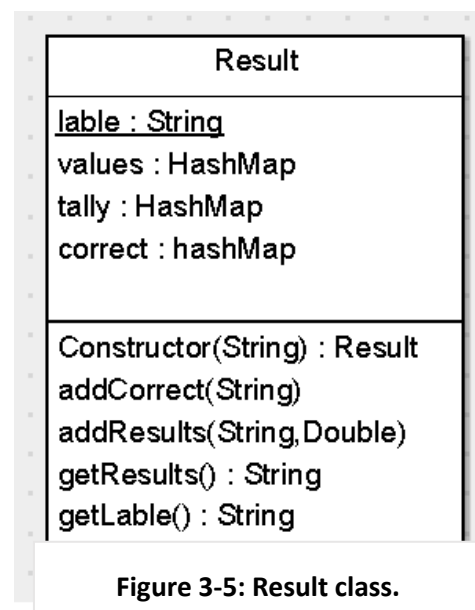 Result
lable : String
values : HashMap
tally : HashMap
correct : hashMap
Constructor(String) : Result
addCorrect(String)
addResults(String,Double)
getResults() : String
getLable() : String
Figure 3-5: Result class.